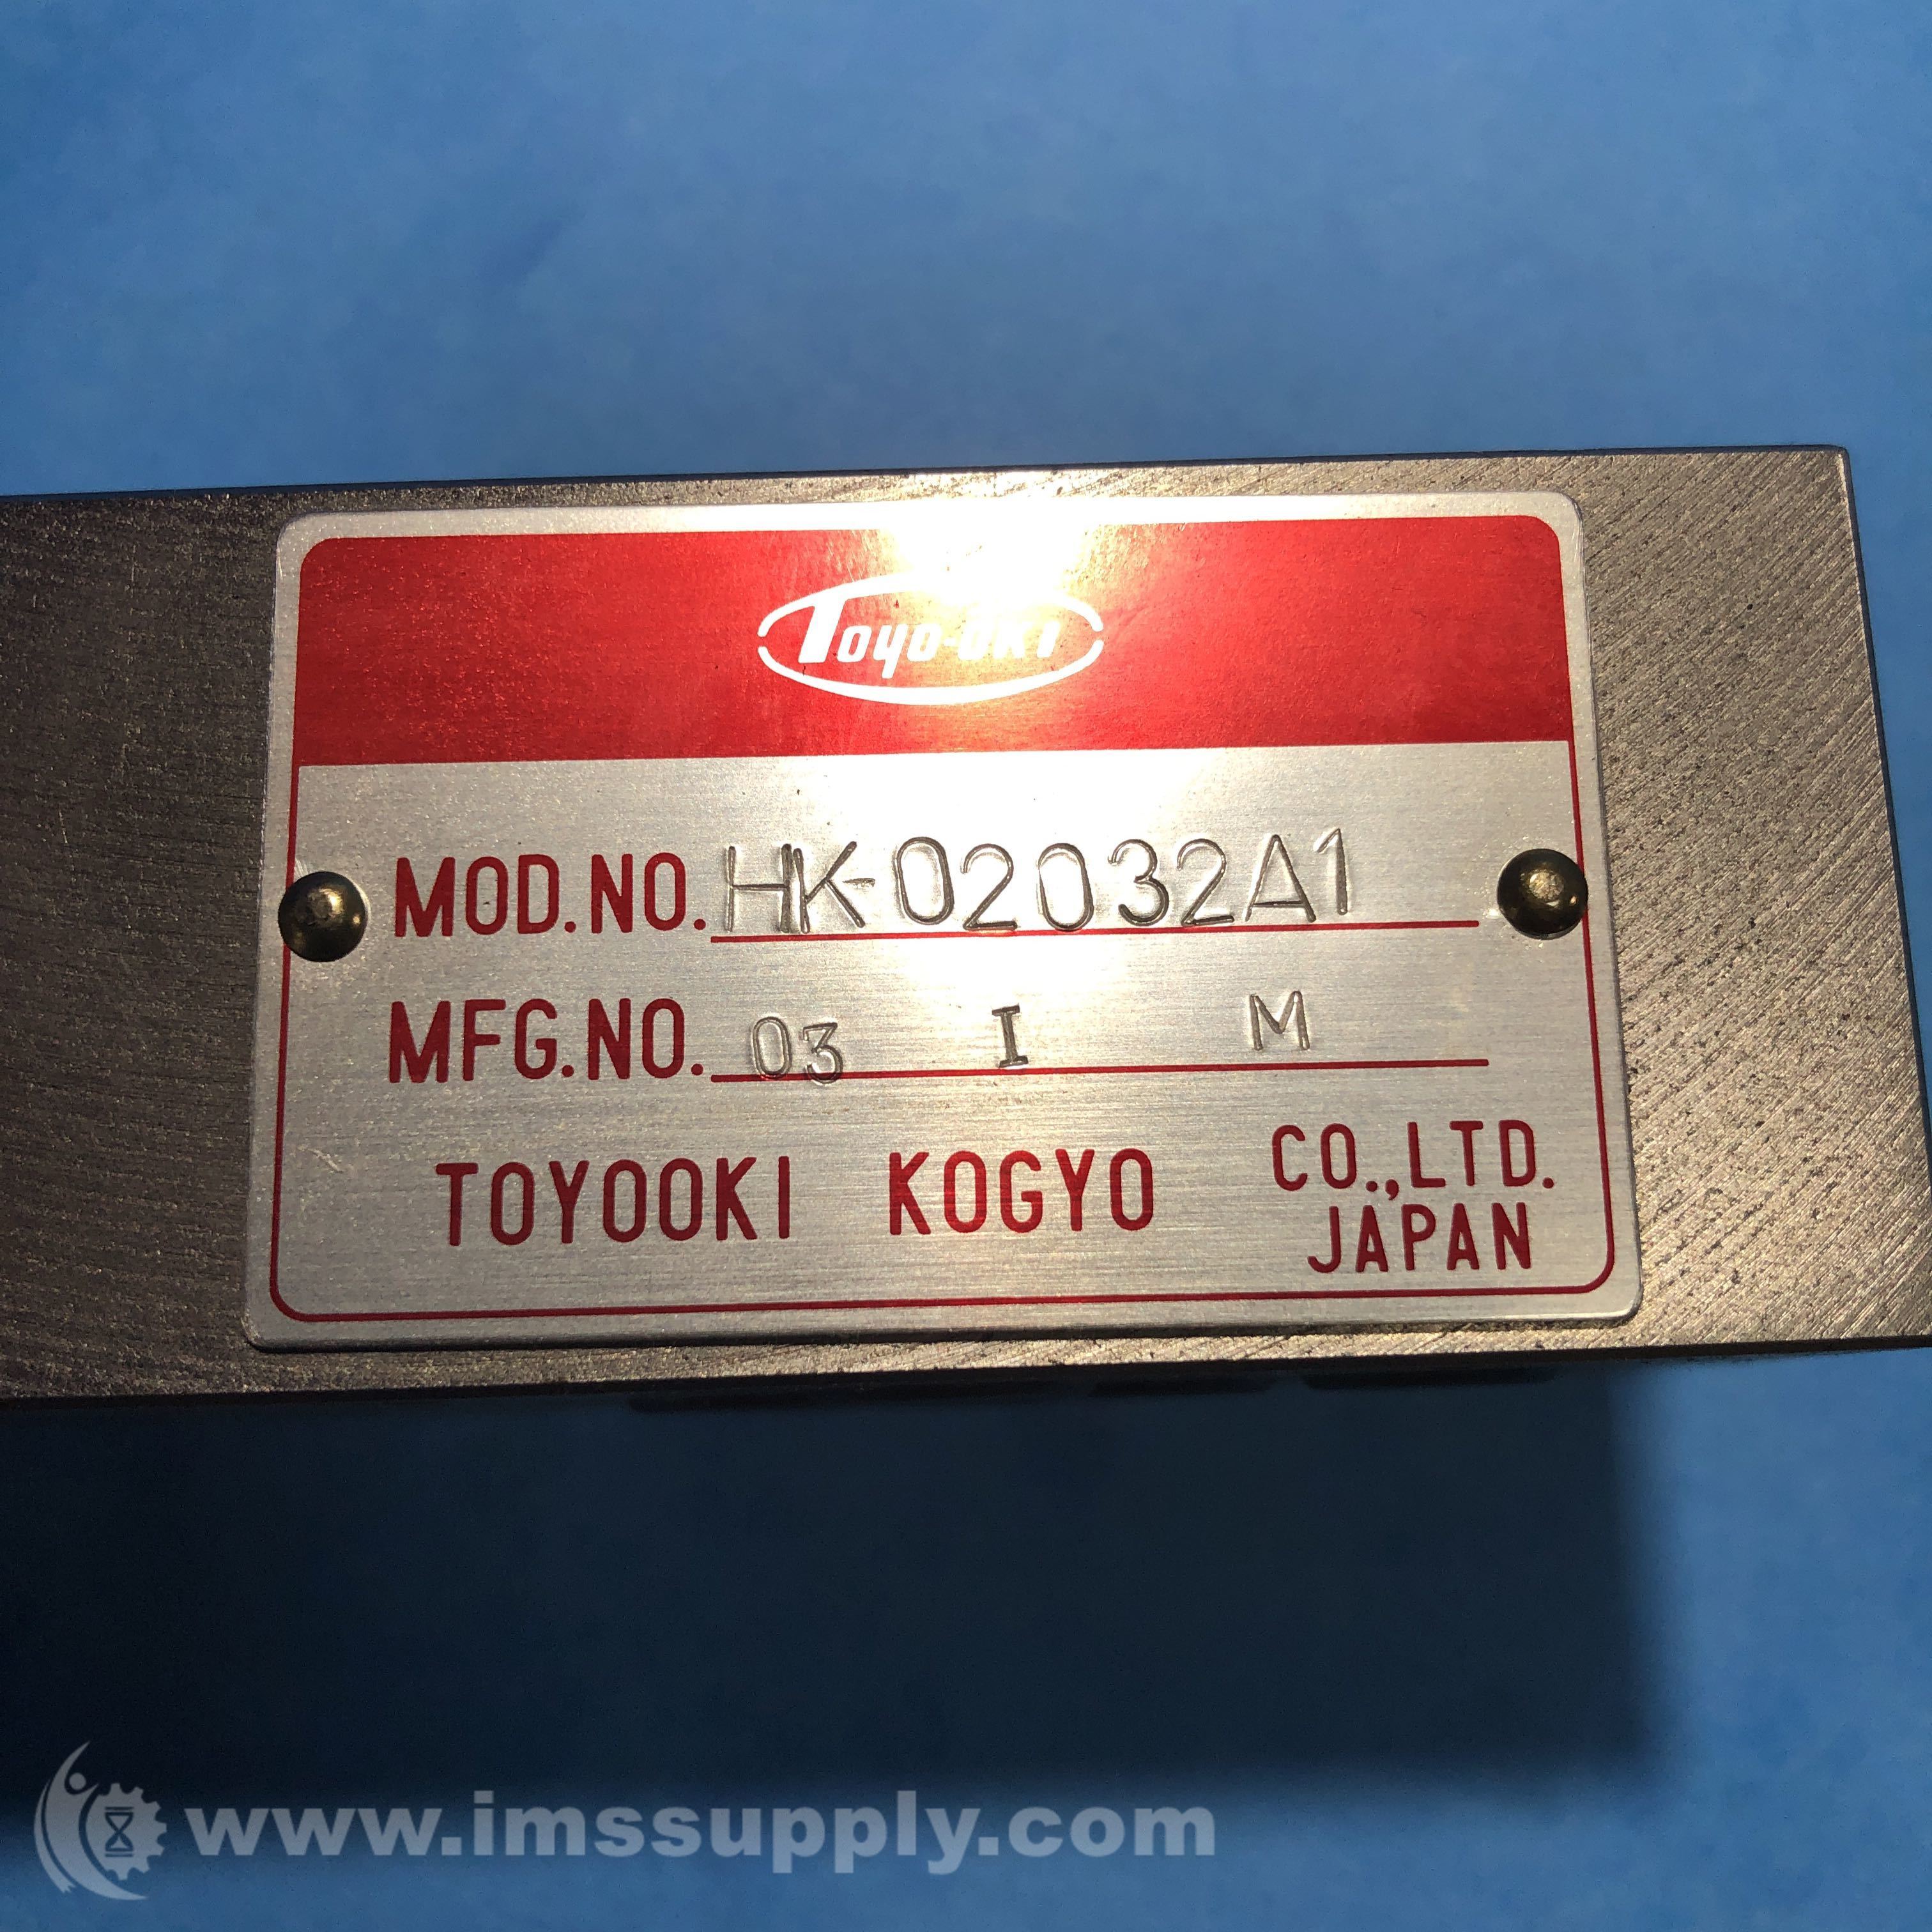 Toyo-oki
MOD.NO. HK-02032A1
MFG.NO. 03 I M
TOYOOKI KOGYO CO.,LTD.
JAPAN
www.imssupply.com